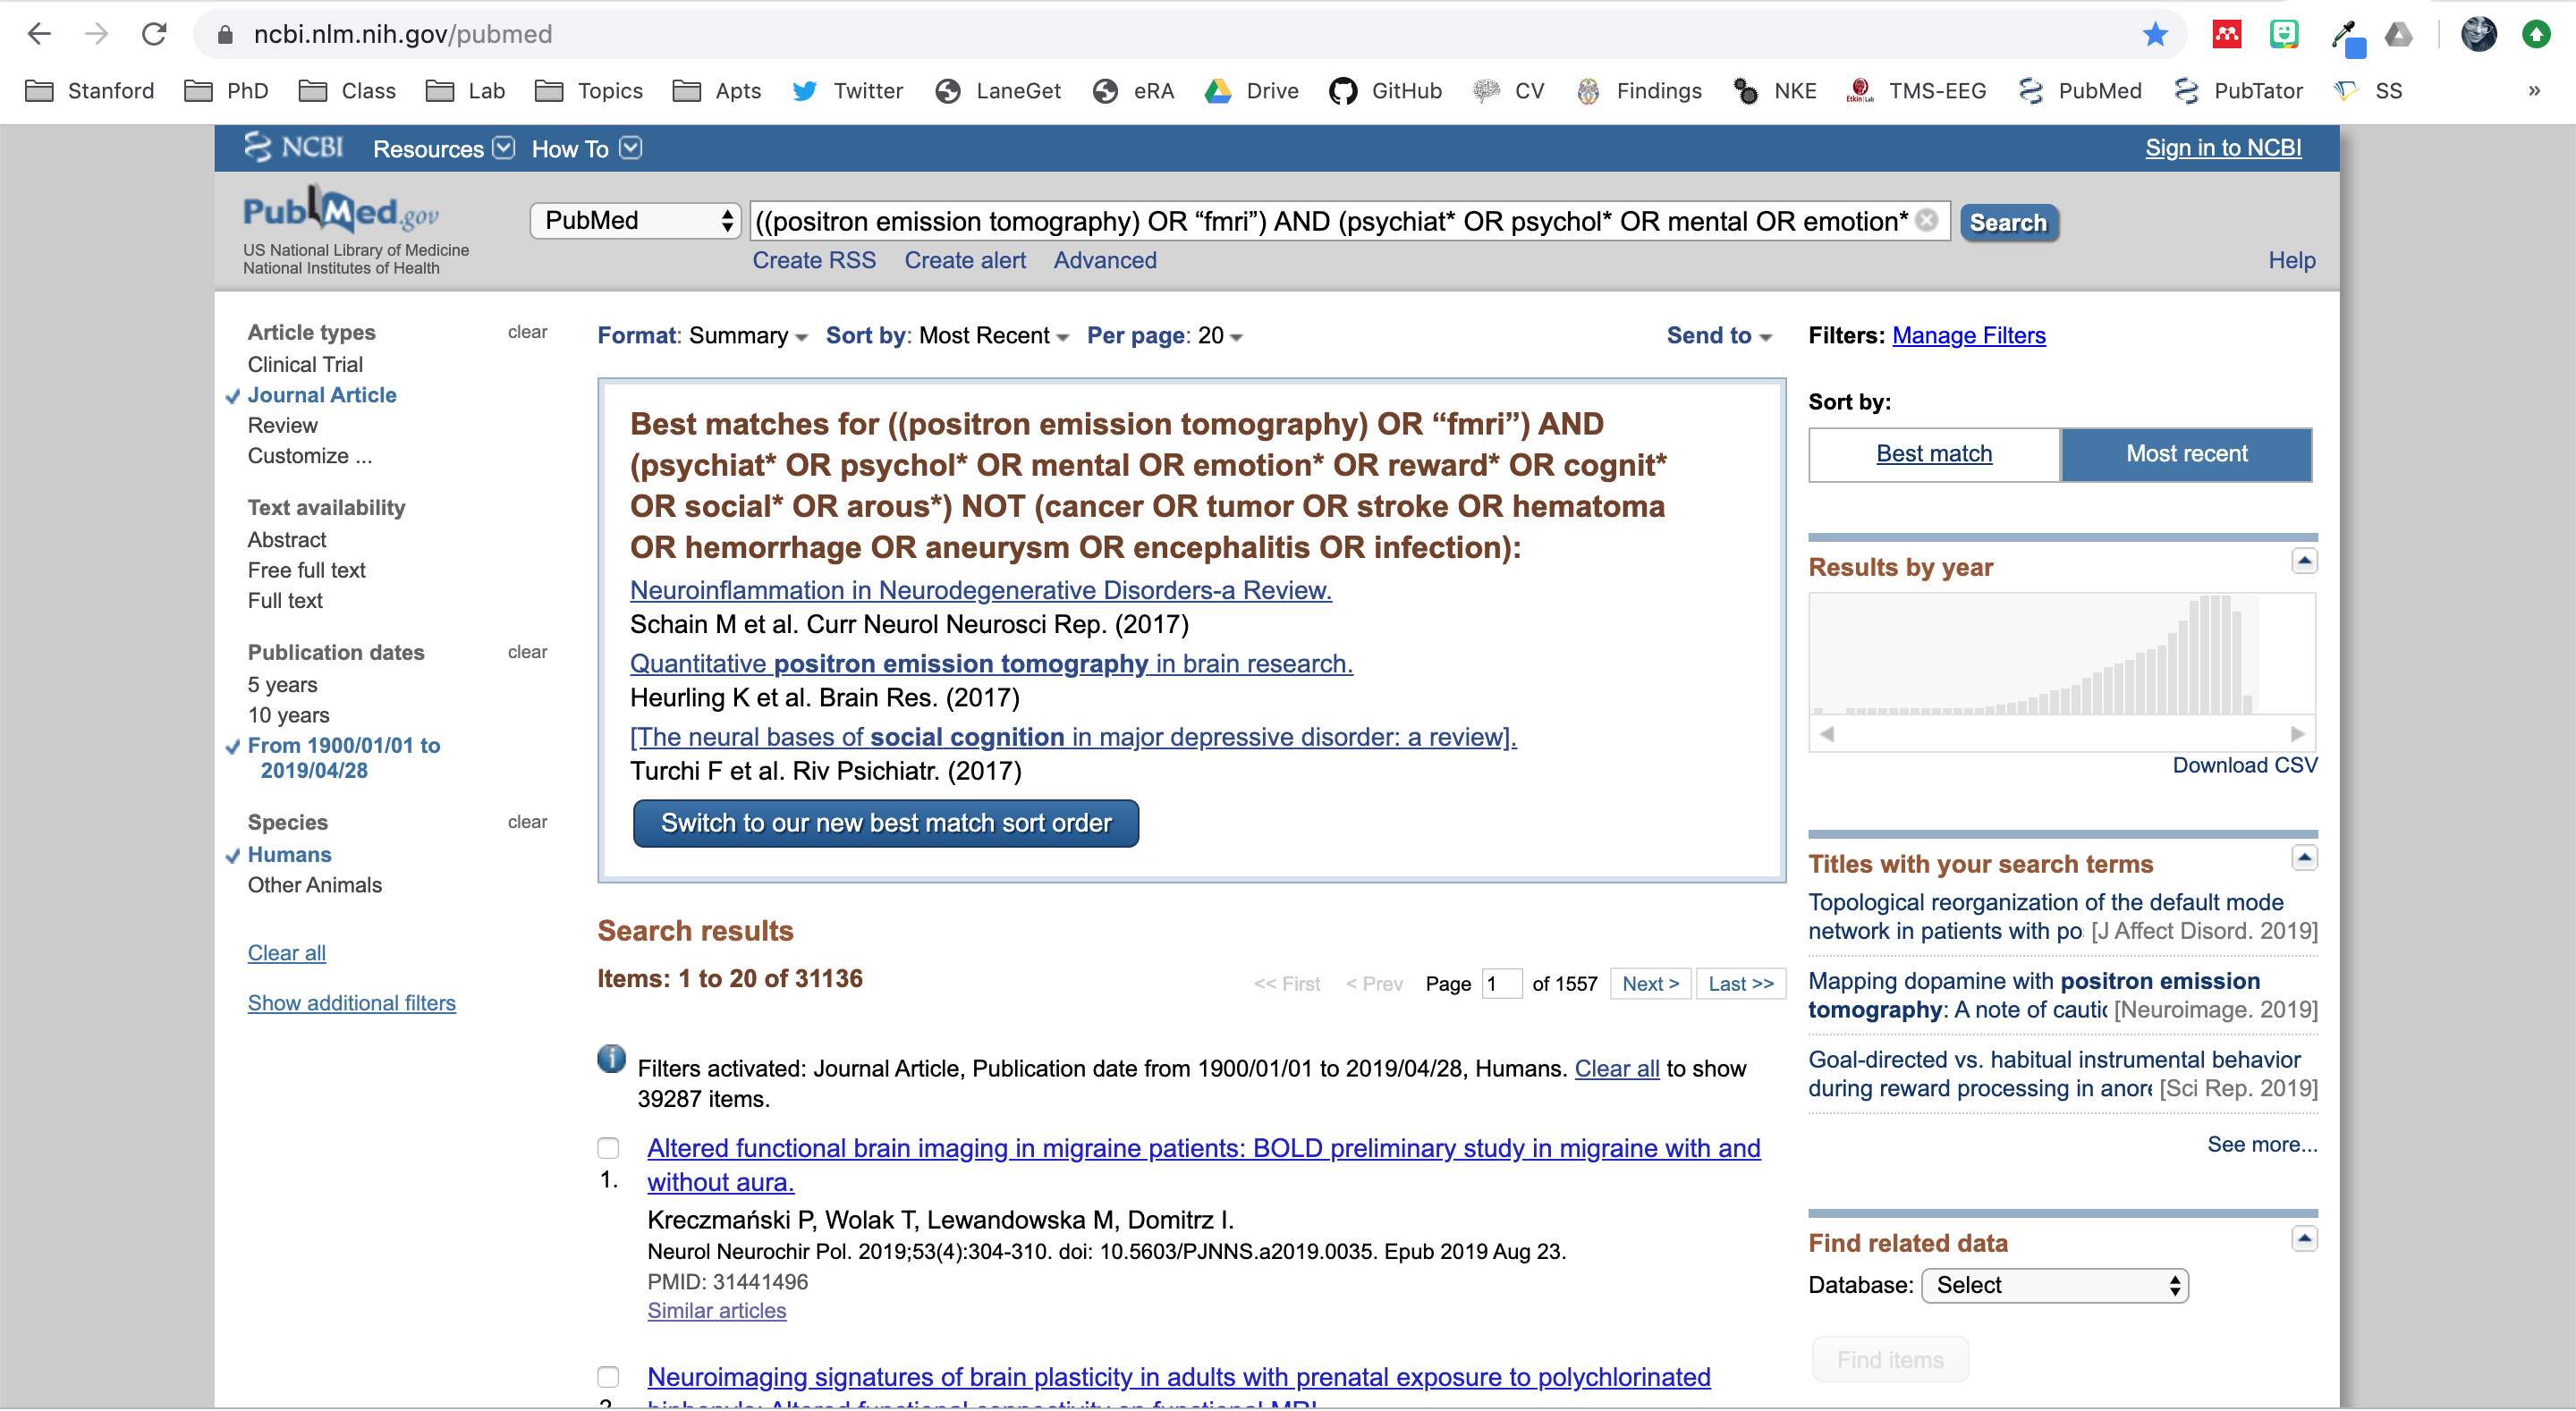 ncbi.nlm.nih.gov/pubmed
Stanford PhD Class Lab Topics Apts Twitter LaneGet eRA Drive GitHub CV Findings NKE TMS-EEG PubMed PubTator SS »
NCBI Resources How To Sign in to NCBI
PubMed.gov
US National Library of Medicine
National Institutes of Health
PubMed ((positron emission tomography) OR “fmri”) AND (psychiat* OR psychol* OR mental OR emotion* Search
Create RSS Create alert Advanced Help
Article types clear
Clinical Trial
Journal Article
Review
Customize ...
Text availability
Abstract
Free full text
Full text
Publication dates clear
5 years
10 years
From 1900/01/01 to
2019/04/28
Species clear
Humans
Other Animals
Clear all
Show additional filters
Format: Summary Sort by: Most Recent Per page: 20 Send to
Best matches for ((positron emission tomography) OR “fmri”) AND
(psychiat* OR psychol* OR mental OR emotion* OR reward* OR cognit*
OR social* OR arous*) NOT (cancer OR tumor OR stroke OR hematoma
OR hemorrhage OR aneurysm OR encephalitis OR infection):
Neuroinflammation in Neurodegenerative Disorders-a Review.
Schain M et al. Curr Neurol Neurosci Rep. (2017)
Quantitative positron emission tomography in brain research.
Heurling K et al. Brain Res. (2017)
[The neural bases of social cognition in major depressive disorder: a review].
Turchi F et al. Riv Psichiatr. (2017)
Switch to our new best match sort order
Search results
Items: 1 to 20 of 31136
<< First < Prev Page 1 of 1557 Next > Last >>
Filters activated: Journal Article, Publication date from 1900/01/01 to 2019/04/28, Humans. Clear all to show
39287 items.
Altered functional brain imaging in migraine patients: BOLD preliminary study in migraine with and
1. without aura.
Kreczmański P, Wolak T, Lewandowska M, Domitrz I.
Neurol Neurochir Pol. 2019;53(4):304-310. doi: 10.5603/PJNNS.a2019.0035. Epub 2019 Aug 23.
PMID: 31441496
Similar articles
Neuroimaging signatures of brain plasticity in adults with prenatal exposure to polychlorinated
2. biphenyls: Altered functional connectivity on functional MRI.
Filters: Manage Filters
Sort by:
Best match Most recent
Results by year
Download CSV
Titles with your search terms
Topological reorganization of the default mode
network in patients with po [J Affect Disord. 2019]
Mapping dopamine with positron emission
tomography: A note of cautic [Neuroimage. 2019]
Goal-directed vs. habitual instrumental behavior
during reward processing in anore [Sci Rep. 2019]
See more...
Find related data
Database: Select
Find items